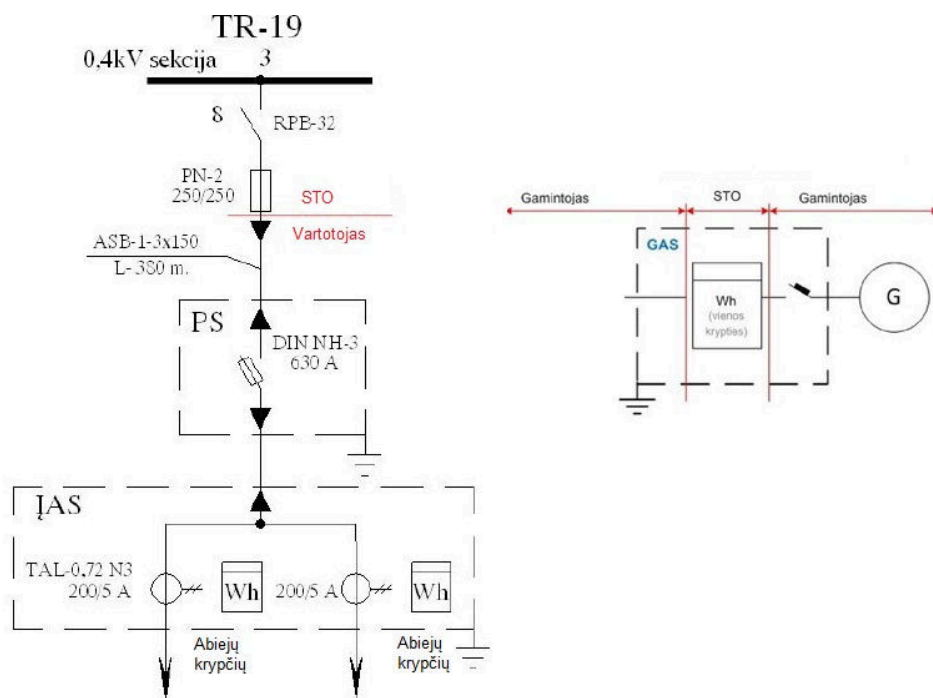 TR-19
0,4kV sekcija 3
8 RPB-32
PN-2
250/250
STO
Vartotojas
ASB-1-3x150
L- 380 m.
PS
DIN NH-3
630 A
ĮAS
TAL-0,72 N3
200/5 A
Wh
200/5 A
Wh
Abiejų
krypčių
Abiejų
krypčių
Gamintojas STO Gamintojas
GAS
Wh
(vienos
krypties)
G